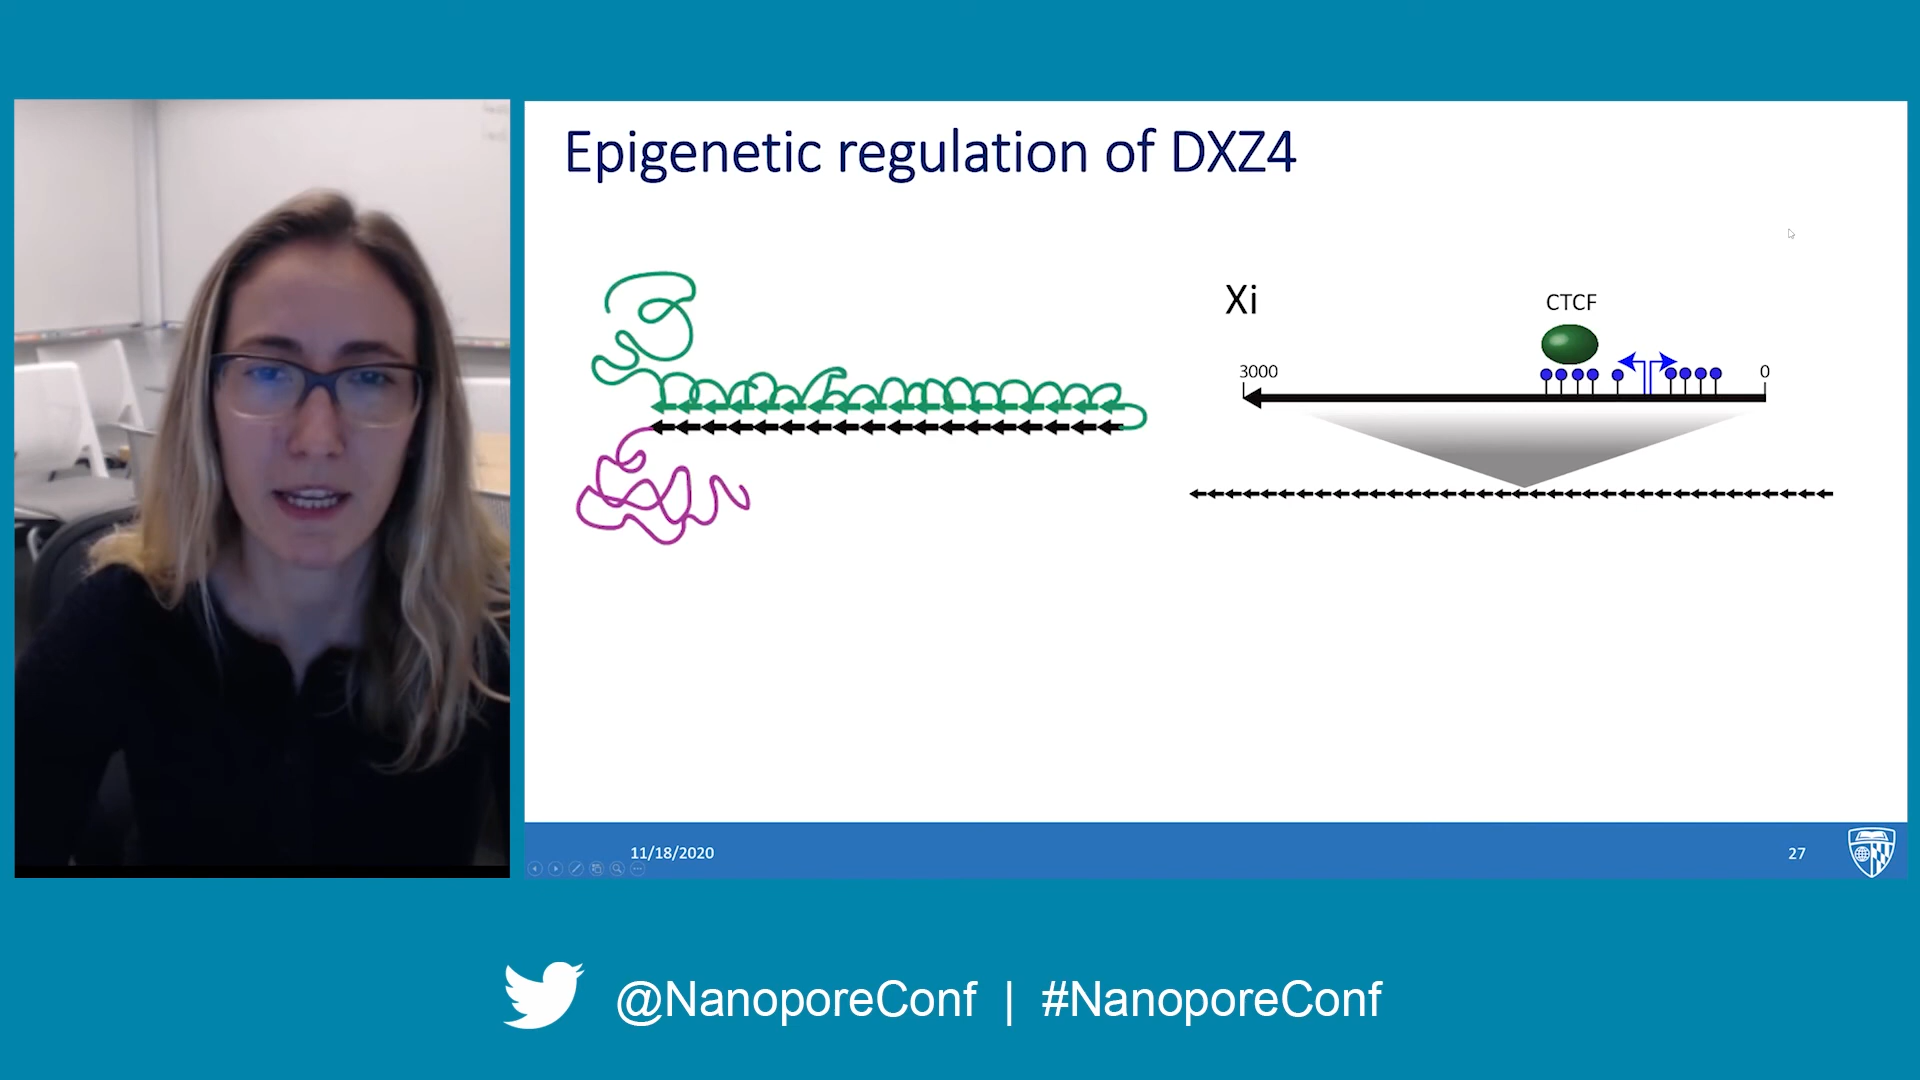 Epigenetic regulation of DXZ4
Xi
CTCF
3000
0
11/18/2020
27
@NanoporeConf | #NanoporeConf